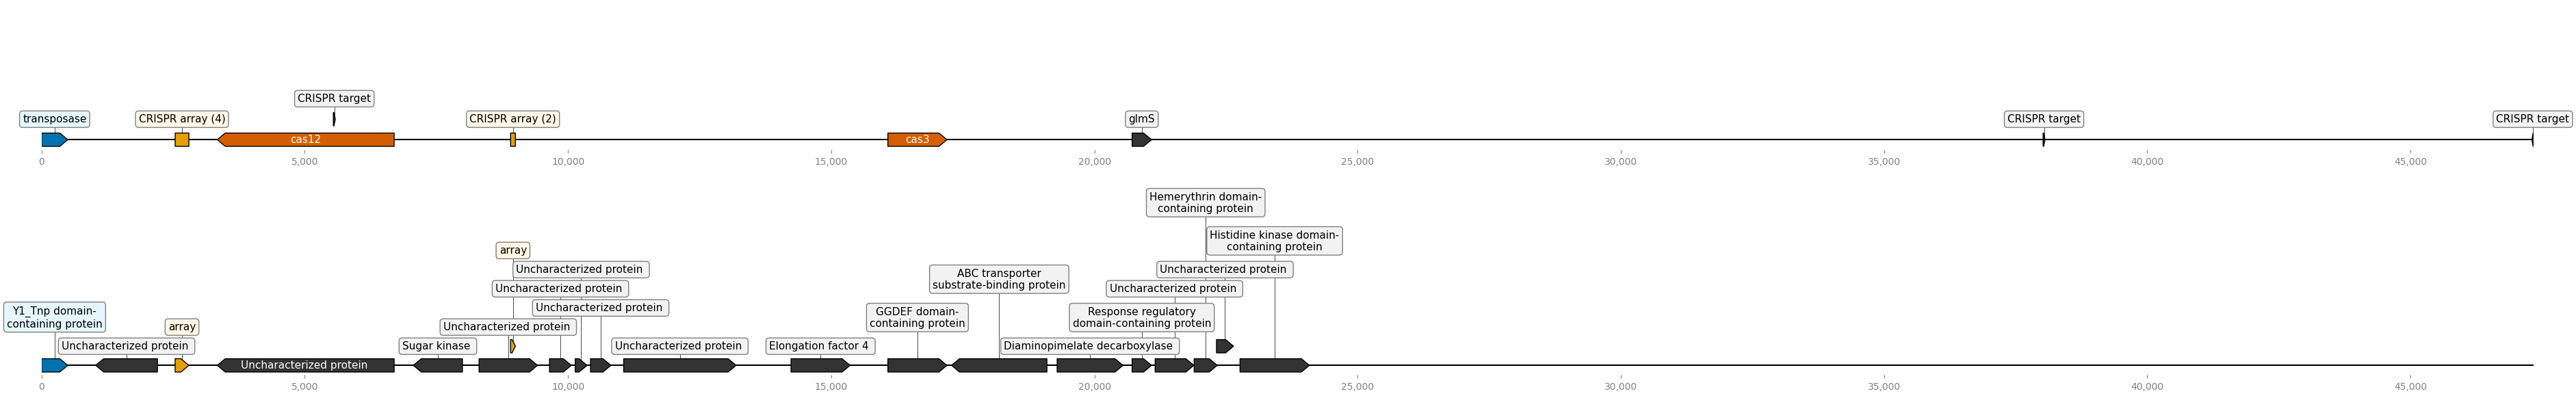 CRISPR target
transposase
CRISPR array (4)
CRISPR array (2)
glmS
CRISPR target
CRISPR target
cas12
cas3
0
5,000
10,000
15,000
20,000
25,000
30,000
35,000
40,000
45,000
Hemerythrin domain-
containing protein
Histidine kinase domain-
containing protein
array
Uncharacterized protein
ABC transporter
substrate-binding protein
Uncharacterized protein
Uncharacterized protein
Uncharacterized protein
Uncharacterized protein
Y1_Tnp domain-
containing protein
GGDEF domain-
containing protein
Response regulatory
domain-containing protein
array
Uncharacterized protein
Uncharacterized protein
Sugar kinase
Uncharacterized protein
Elongation factor 4
Diaminopimelate decarboxylase
Uncharacterized protein
0
5,000
10,000
15,000
20,000
25,000
30,000
35,000
40,000
45,000